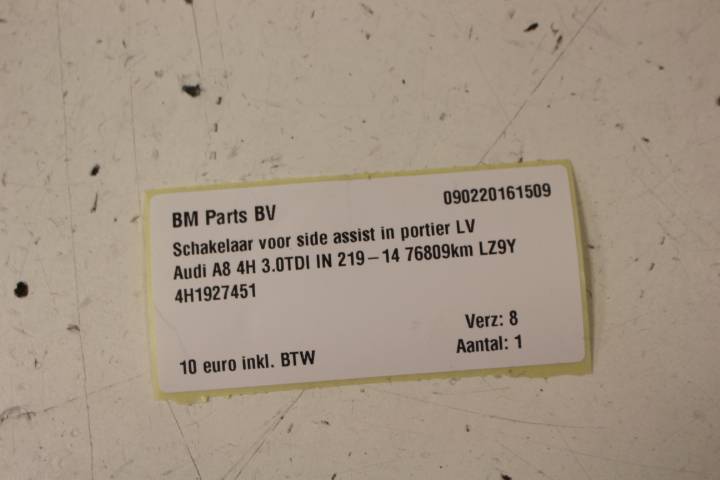 BM Parts BV 090220161509
Schakelaar voor side assist in portier LV
Audi A8 4H 3.0TDI IN 219-14 76809km LZ9Y
4H1927451
Verz: 8
10 euro inkl. BTW Aantal: 1